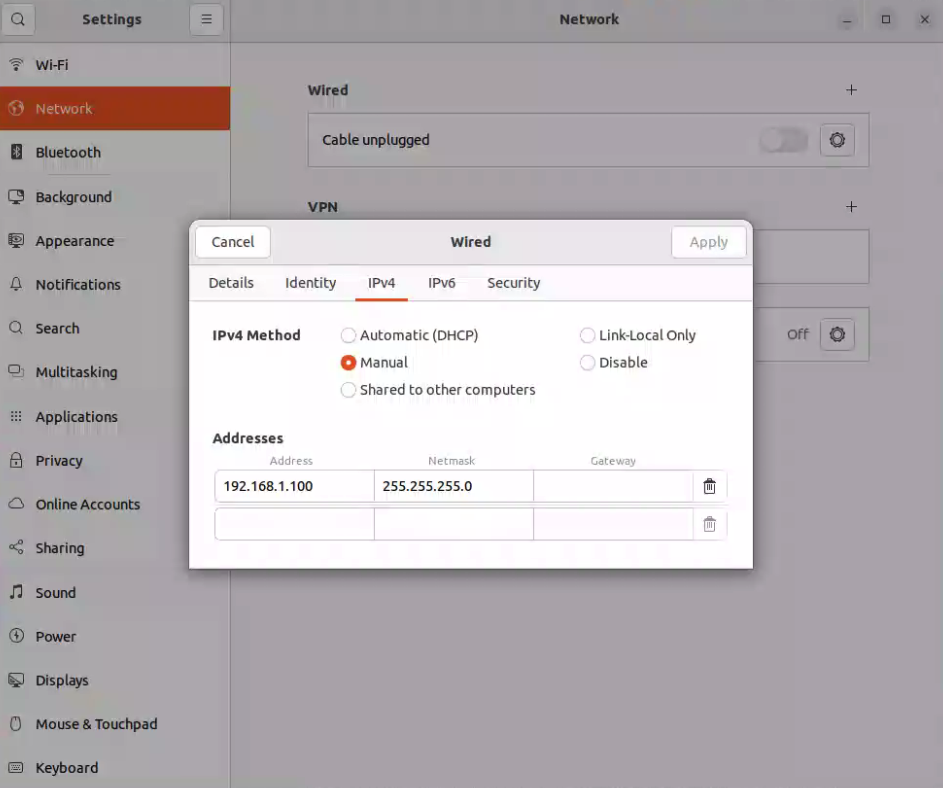 Settings
Network
Wi-Fi
Network
Bluetooth
Background
Appearance
Notifications
Search
Multitasking
Applications
Privacy
Online Accounts
Sharing
Sound
Power
Displays
Mouse & Touchpad
Keyboard
Wired
Cable unplugged
VPN
Off
Cancel
Wired
Apply
Details Identity IPv4 IPv6 Security
IPv4 Method
Automatic (DHCP)
Link-Local Only
Manual
Disable
Shared to other computers
Addresses
Address Netmask Gateway
192.168.1.100 255.255.255.0